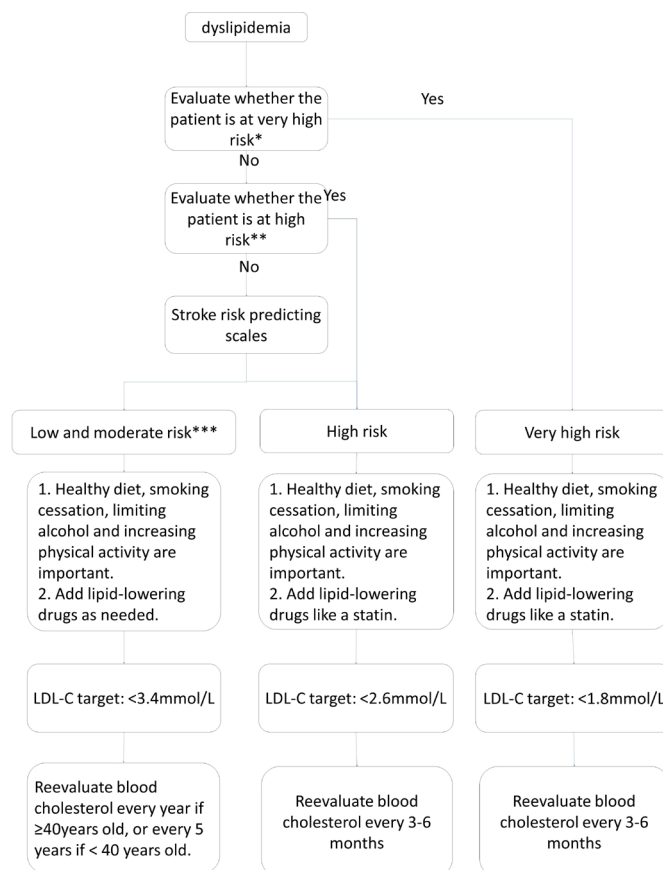 dyslipidemia
Evaluate whether the
patient is at very high
risk*
Yes
No
Evaluate whether the
patient is at high
risk**
Yes
No
Stroke risk predicting
scales
Low and moderate risk***
1. Healthy diet, smoking
cessation, limiting
alcohol and increasing
physical activity are
important.
2. Add lipid-lowering
drugs as needed.
LDL-C target: <3.4mmol/L
Reevaluate blood
cholesterol every year if
≥40years old, or every 5
years if < 40 years old.
High risk
1. Healthy diet, smoking
cessation, limiting
alcohol and increasing
physical activity are
important.
2. Add lipid-lowering
drugs like a statin.
LDL-C target: <2.6mmol/L
Reevaluate blood
cholesterol every 3-6
months
Very high risk
1. Healthy diet, smoking
cessation, limiting
alcohol and increasing
physical activity are
important.
2. Add lipid-lowering
drugs like a statin.
LDL-C target: <1.8mmol/L
Reevaluate blood
cholesterol every 3-6
months